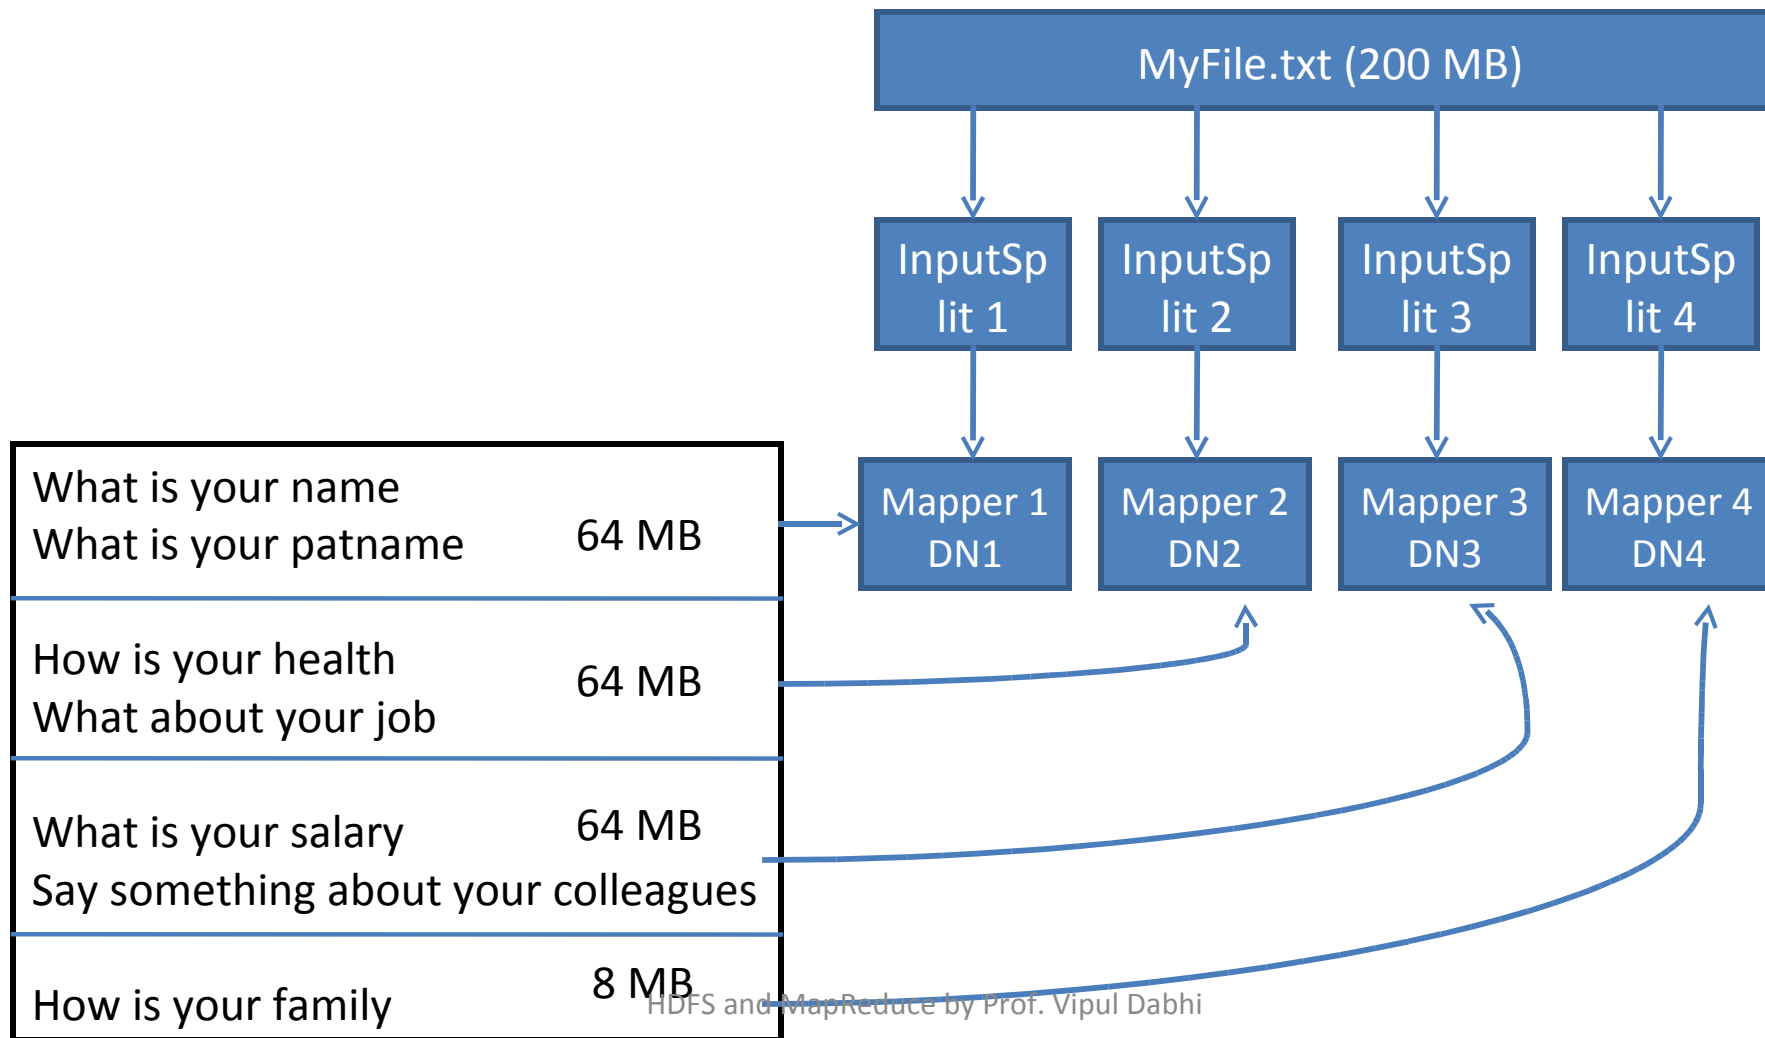 MyFile.txt (200 MB)
InputSp
lit 1
InputSp
lit 2
InputSp
lit 3
InputSp
lit 4
Mapper 1
DN1
Mapper 2
DN2
Mapper 3
DN3
Mapper 4
DN4
What is your name
What is your patname
64 MB
How is your health
What about your job
64 MB
What is your salary
Say something about your colleagues
64 MB
How is your family
8 MB
HDFS and MapReduce by Prof. Vipul Dabhi